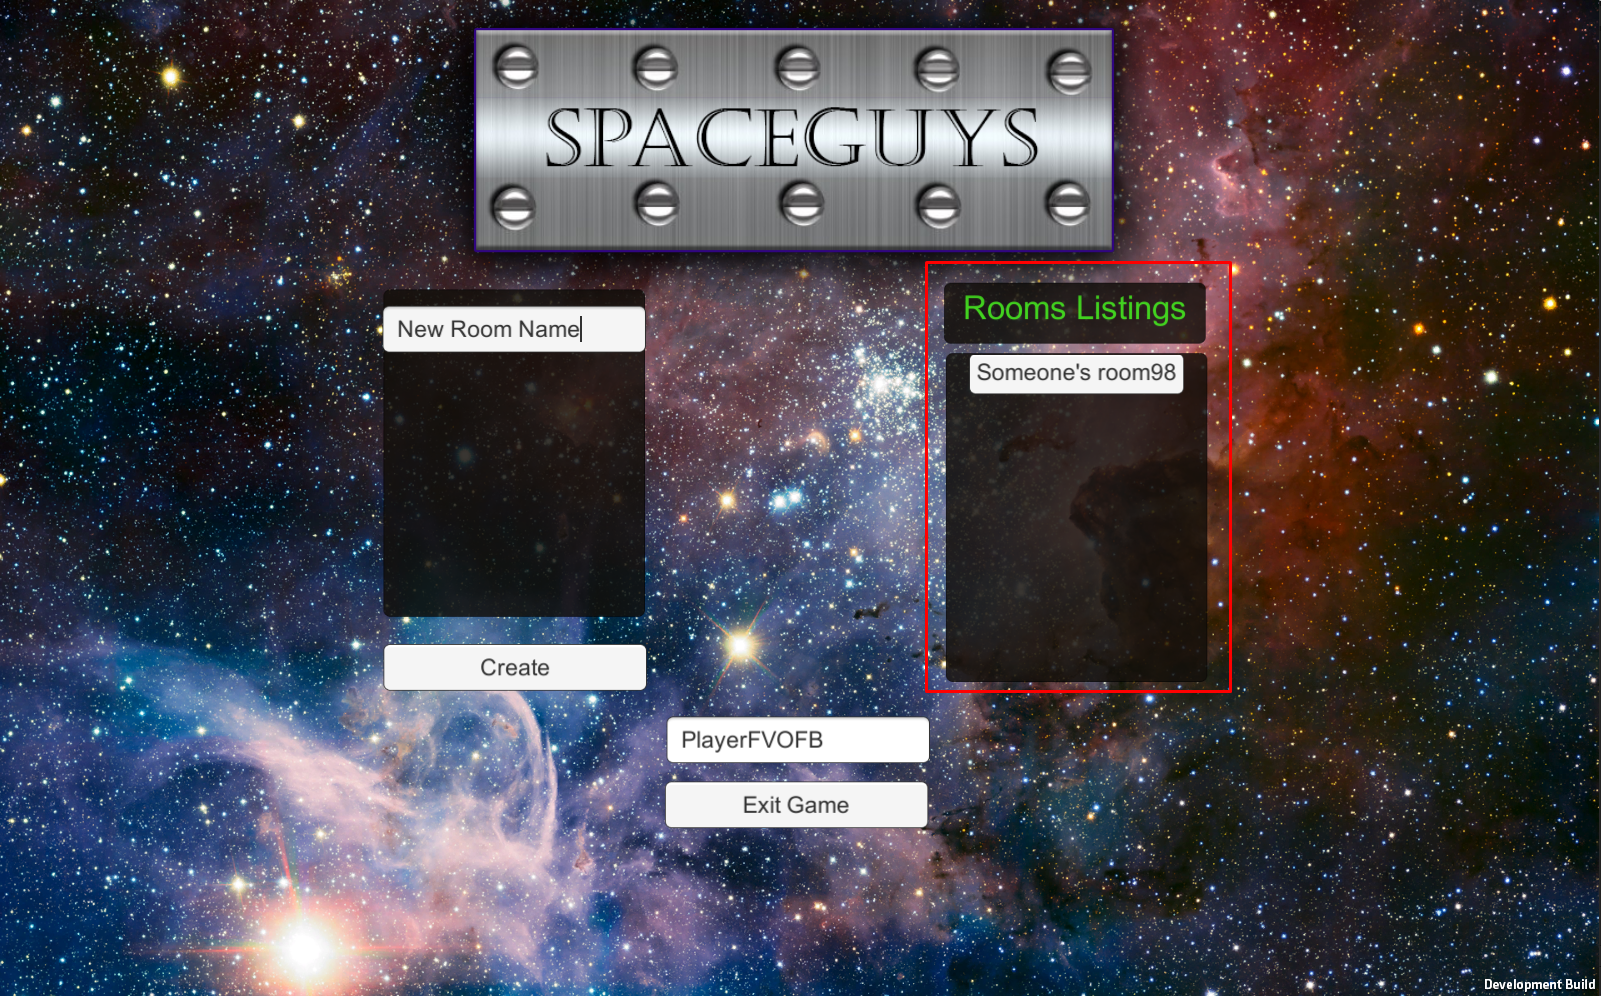 SPACEGUYS
New Room Name
Create
Rooms Listings
Someone's room98
PlayerFVOFB
Exit Game
Development Build